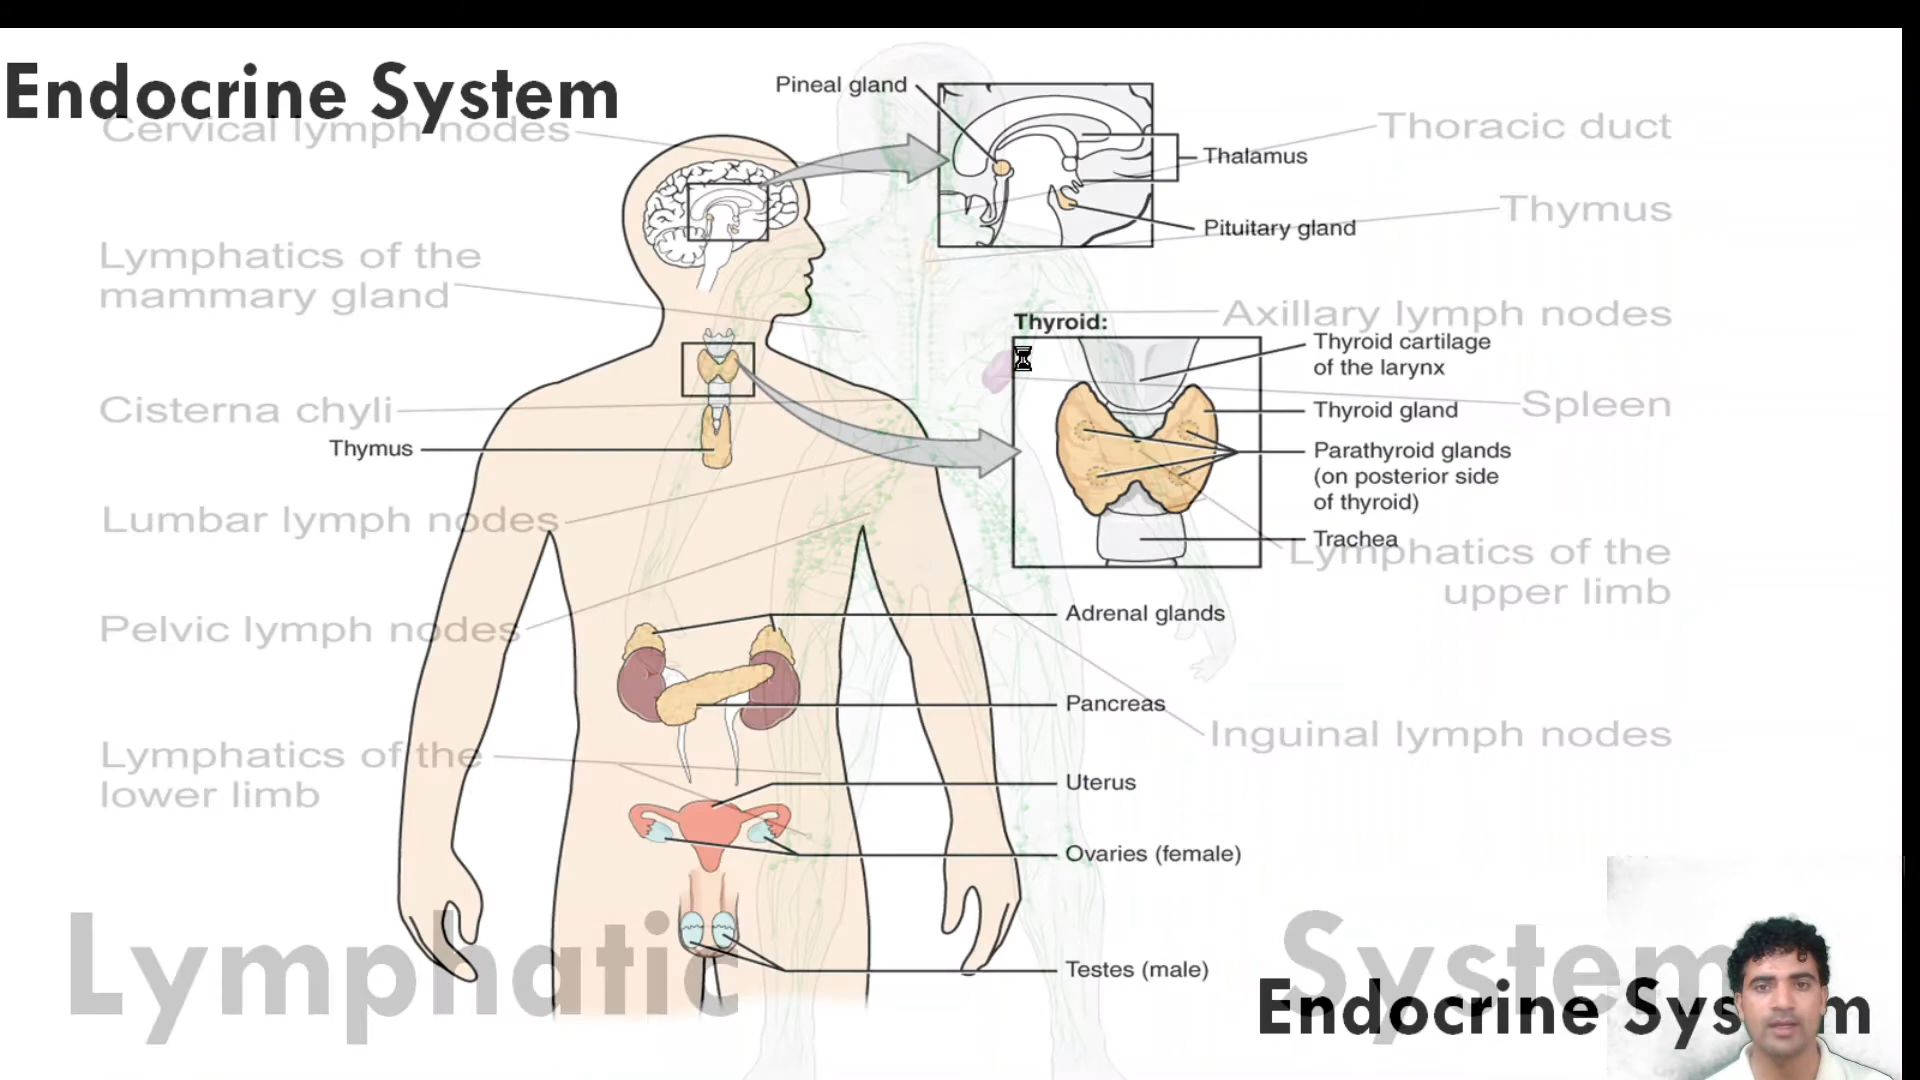 Endocrine System
Pineal gland
Cervical lymph nodes
Thoracic duct
Thalamus
Thymus
Pituitary gland
Lymphatics of the
mammary gland
Axillary lymph nodes
Thyroid:
Thyroid cartilage
of the larynx
Cisterna chyli
Thyroid gland
Spleen
Thymus
Parathyroid glands
(on posterior side
of thyroid)
Lumbar lymph nodes
Trachea
Lymphatics of the
upper limb
Adrenal glands
Pelvic lymph nodes
Pancreas
Inguinal lymph nodes
Lymphatics of the
lower limb
Uterus
Ovaries (female)
Testes (male)
Lymphatic System
Endocrine System